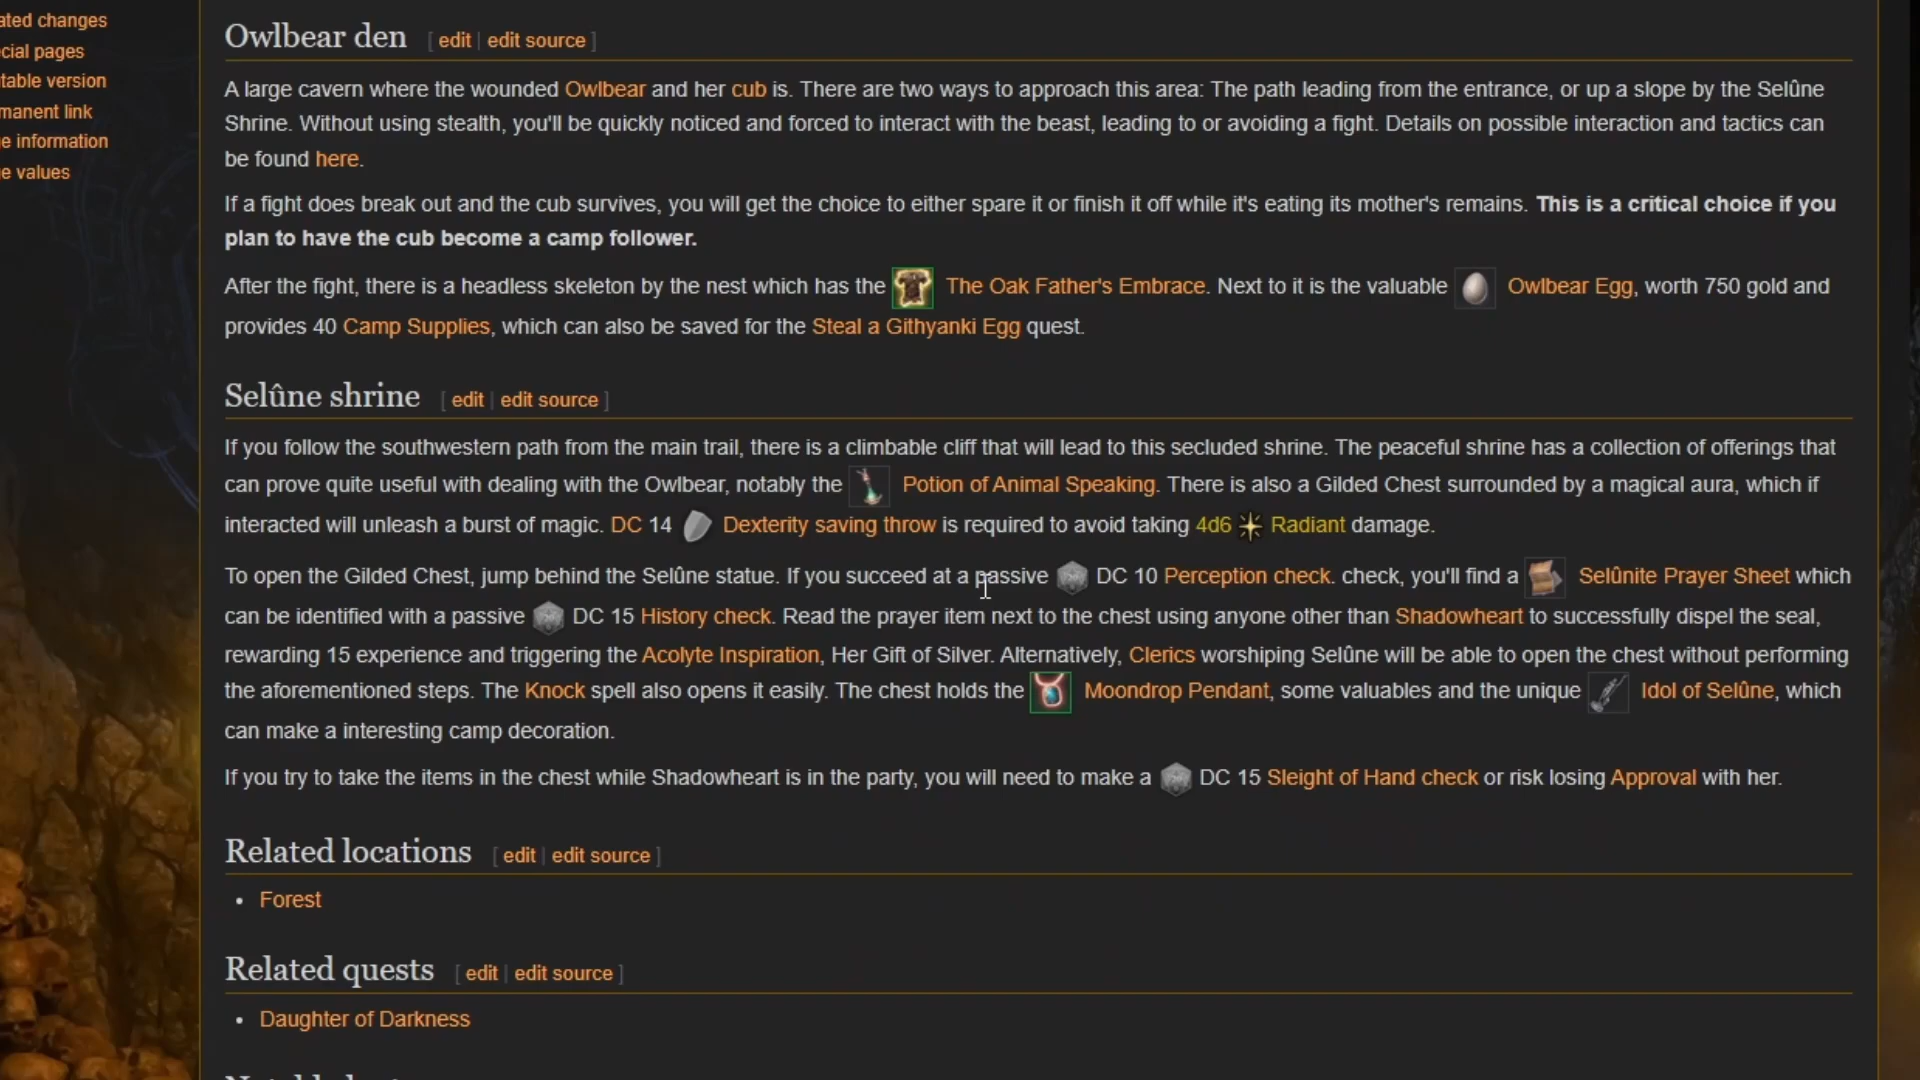 ated changes
cial pages
table version
manent link
e information
e values
Owlbear den [ edit | edit source ]
A large cavern where the wounded Owlbear and her cub is. There are two ways to approach this area: The path leading from the entrance, or up a slope by the Selûne
Shrine. Without using stealth, you'll be quickly noticed and forced to interact with the beast, leading to or avoiding a fight. Details on possible interaction and tactics can
be found here.
If a fight does break out and the cub survives, you will get the choice to either spare it or finish it off while it's eating its mother's remains. This is a critical choice if you
plan to have the cub become a camp follower.
After the fight, there is a headless skeleton by the nest which has the The Oak Father's Embrace. Next to it is the valuable Owlbear Egg, worth 750 gold and
provides 40 Camp Supplies, which can also be saved for the Steal a Githyanki Egg quest.
Selûne shrine [ edit | edit source ]
If you follow the southwestern path from the main trail, there is a climbable cliff that will lead to this secluded shrine. The peaceful shrine has a collection of offerings that
can prove quite useful with dealing with the Owlbear, notably the Potion of Animal Speaking. There is also a Gilded Chest surrounded by a magical aura, which if
interacted will unleash a burst of magic. DC 14 Dexterity saving throw is required to avoid taking 4d6 Radiant damage.
To open the Gilded Chest, jump behind the Selûne statue. If you succeed at a passive DC 10 Perception check. check, you'll find a Selûnite Prayer Sheet which
can be identified with a passive DC 15 History check. Read the prayer item next to the chest using anyone other than Shadowheart to successfully dispel the seal,
rewarding 15 experience and triggering the Acolyte Inspiration, Her Gift of Silver. Alternatively, Clerics worshiping Selûne will be able to open the chest without performing
the aforementioned steps. The Knock spell also opens it easily. The chest holds the Moondrop Pendant, some valuables and the unique Idol of Selûne, which
can make a interesting camp decoration.
If you try to take the items in the chest while Shadowheart is in the party, you will need to make a DC 15 Sleight of Hand check or risk losing Approval with her.
Related locations [ edit | edit source ]
• Forest
Related quests [ edit | edit source ]
• Daughter of Darkness